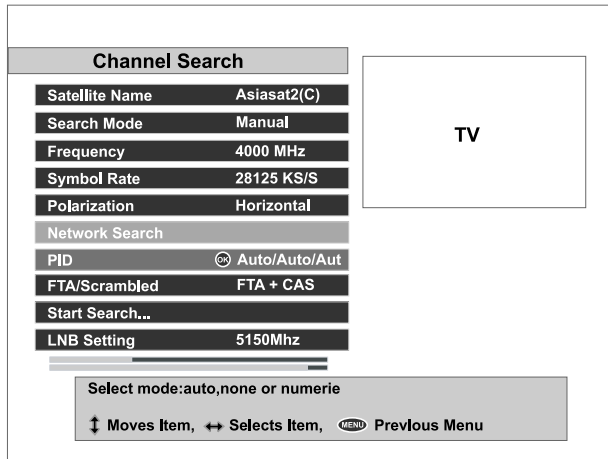 Channel Search
Satellite Name Asiasat2(C)
Search Mode Manual
Frequency 4000 MHz
Symbol Rate 28125 KS/S
Polarization Horizontal
Network Search
PID OK Auto/Auto/Aut
FTA/Scrambled FTA + CAS
Start Search...
LNB Setting 5150Mhz
TV
Select mode:auto,none or numerie
Moves Item, Selects Item, MENU Prevlous Menu